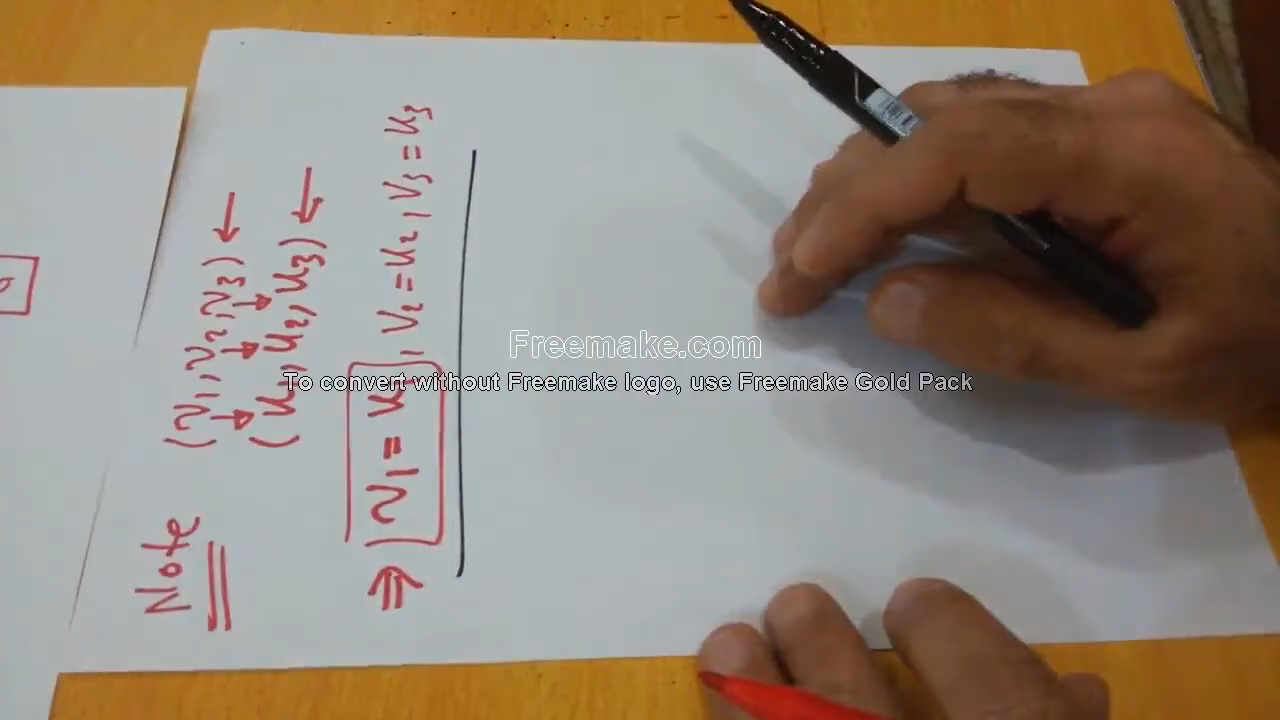 Note
(v1, v2, v3) ←
↓ ↓ ↓
(u1, u2, u3) ←
⇒ v1 = u1, v2 = u2, v3 = u3
Freemake.com
To convert without Freemake logo, use Freemake Gold Pack